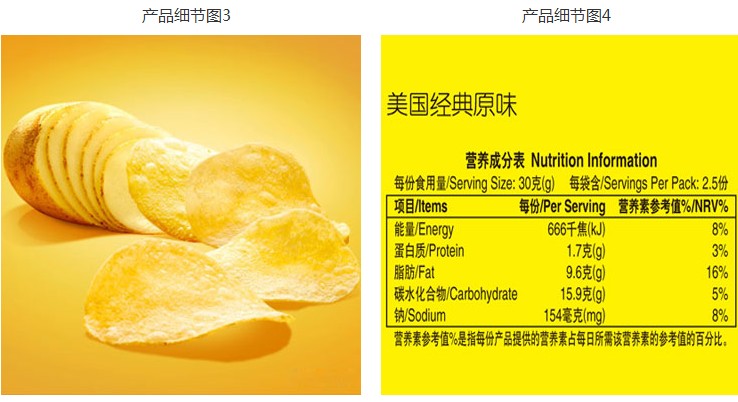 产品细节图3
产品细节图4
美国经典原味
营养成分表 Nutrition Information
每份食用量/Serving Size: 30克(g) 每袋含/Servings Per Pack: 2.5份
项目/Items 每份/Per Serving 营养素参考值%/NRV%
能量/Energy 666千焦(kJ) 8%
蛋白质/Protein 1.7克(g) 3%
脂肪/Fat 9.6克(g) 16%
碳水化合物/Carbohydrate 15.9克(g) 5%
钠/Sodium 154毫克(mg) 8%
营养素参考值%是指每份产品提供的营养素占每日所需该营养素的参考值的百分比。